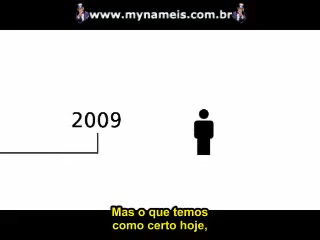 www.mynameis.com.br
2009
Mas o que temos
como certo hoje,